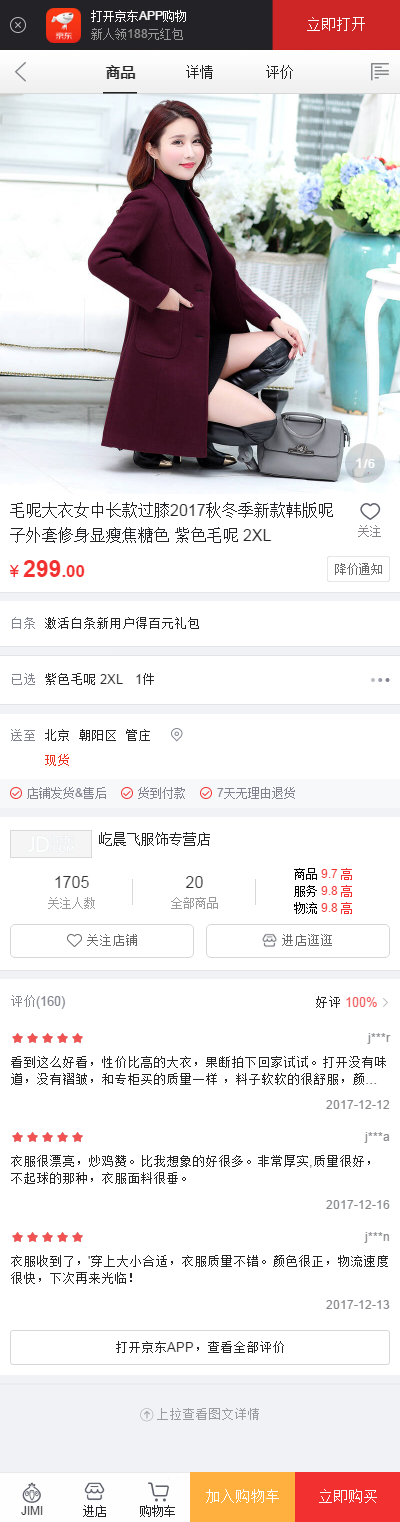 打开京东APP购物
新人领188元红包
京东
立即打开
商品 详情 评价
1/6
毛呢大衣女中长款过膝2017秋冬季新款韩版呢
子外套修身显瘦焦糖色 紫色毛呢 2XL
关注
¥ 299.00
降价通知
白条 激活白条新用户得百元礼包
已选 紫色毛呢 2XL 1件
送至 北京 朝阳区 管庄
现货
店铺发货&售后 货到付款 7天无理由退货
JD
屹晨飞服饰专营店
1705
关注人数
20
全部商品
商品 9.7 高
服务 9.8 高
物流 9.8 高
关注店铺 进店逛逛
评价(160) 好评 100%
j***r
看到这么好看，性价比高的大衣，果断拍下回家试试。打开没有味
道，没有褶皱，和专柜买的质量一样 ，料子软软的很舒服，颜...
2017-12-12
j***a
衣服很漂亮，炒鸡赞。比我想象的好很多。非常厚实,质量很好，
不起球的那种，衣服面料很垂。
2017-12-16
j***n
衣服收到了，'穿上大小合适，衣服质量不错。颜色很正，物流速度
很快，下次再来光临！
2017-12-13
打开京东APP，查看全部评价
上拉查看图文详情
JIMI 进店 购物车 加入购物车 立即购买